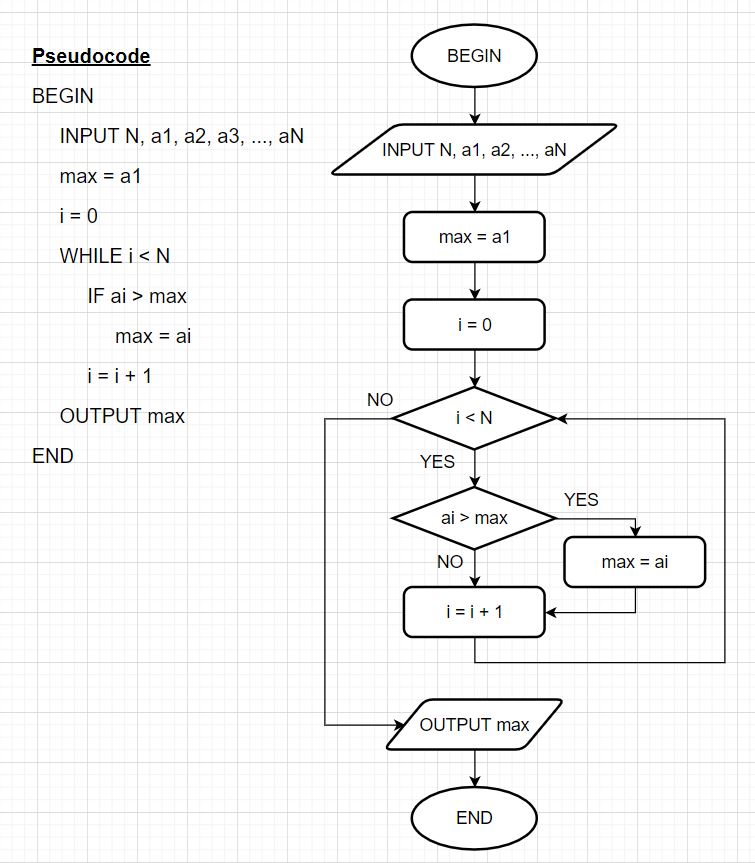 Pseudocode
BEGIN
INPUT N, a1, a2, a3, ..., aN
max = a1
i = 0
WHILE i < N
IF ai > max
max = ai
i = i + 1
OUTPUT max
END
BEGIN
INPUT N, a1, a2, ..., aN
max = a1
i = 0
NO
i < N
YES
ai > max
YES
NO
max = ai
i = i + 1
OUTPUT max
END